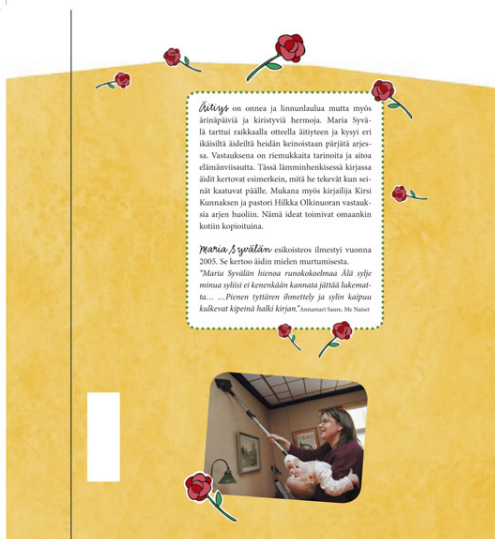 Äitiys on onnea ja linnunlaulua mutta myös
ärinäpäiviä ja kiristyviä hermoja. Maria Syvä-
lä tarttui raikkaalla otteella äitiyteen ja kysyi eri
ikäisiltä äideiltä heidän keinoistaan pärjätä arjes-
sa. Vastauksena on riemukkaita tarinoita ja aitoa
elämänviisautta. Tässä lämminhenkisessä kirjassa
äidit kertovat esimerkein, mitä he tekevät kun sei-
nät kaatuvat päälle. Mukana myös kirjailija Kirsi
Kunnaksen ja pastori Hilkka Olkinuoran vastauk-
sia arjen huoliin. Nämä ideat toimivat omaankin
kotiin kopioituina.
Maria Syvälän esikoisteos ilmestyi vuonna
2005. Se kertoo äidin mielen murtumisesta.
"Maria Syvälän hienoa runokokoelmaa Älä sylje
minua syliisi ei kenenkään kannata jättää lukemat-
ta... ...Pienen tyttären ihmettely ja sylin kaipuu
kulkevat kipeinä halki kirjan." Annamari Saure, Me Naiset